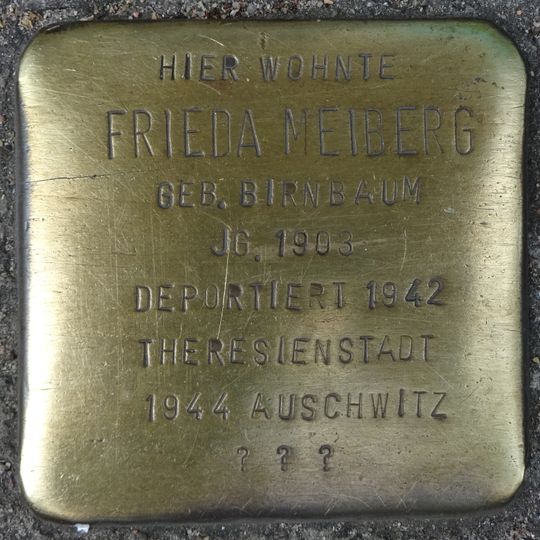 HIER WOHNTE
FRIEDA MEIBERG
GEB. BIRNBAUM
JG. 1903
DEPORTIERT 1942
THERESIENSTADT
1944 AUSCHWITZ
? ? ?